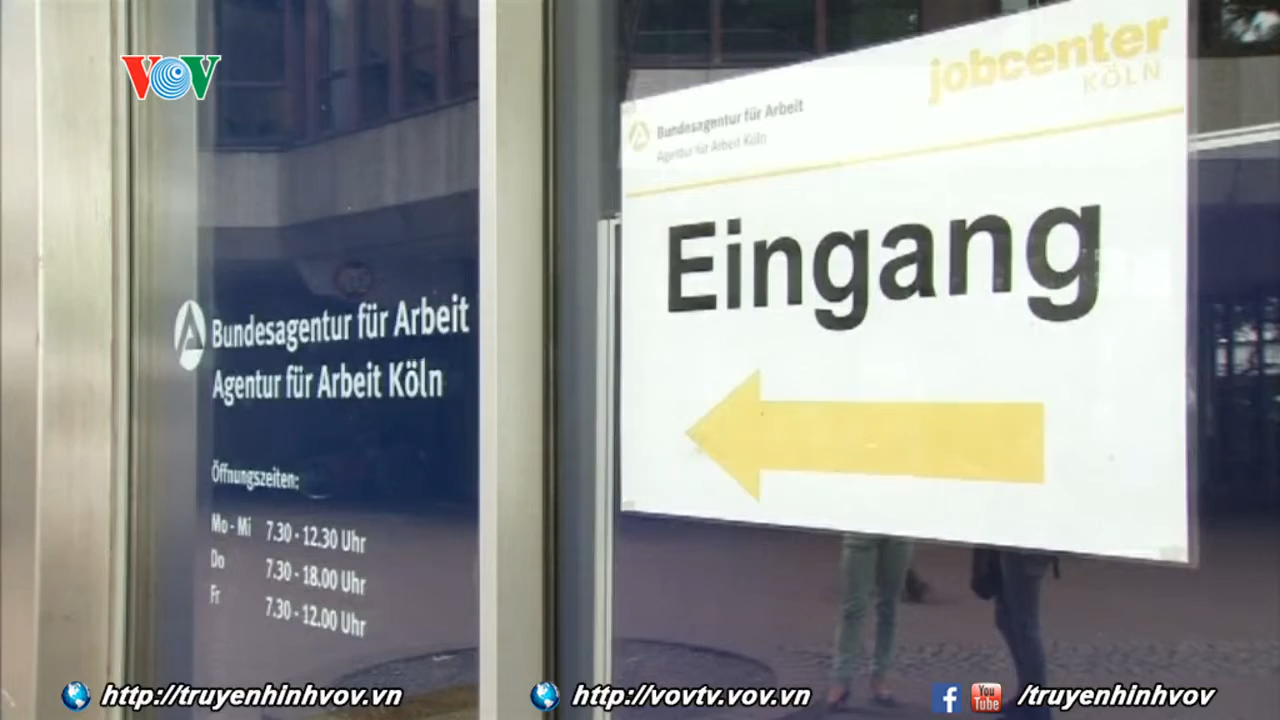 VOV
Bundesagentur für Arbeit
Agentur für Arbeit Köln
Öffnungszeiten:
Mo - Mi 7.30 - 12.30 Uhr
Do 7.30 - 18.00 Uhr
Fr 7.30 - 12.00 Uhr
jobcenter
KÖLN
Bundesagentur für Arbeit
Agentur für Arbeit Köln
Eingang
http://truyenhinhvov.vn
http://vovtv.vov.vn
f You Tube /truyenhinhvov